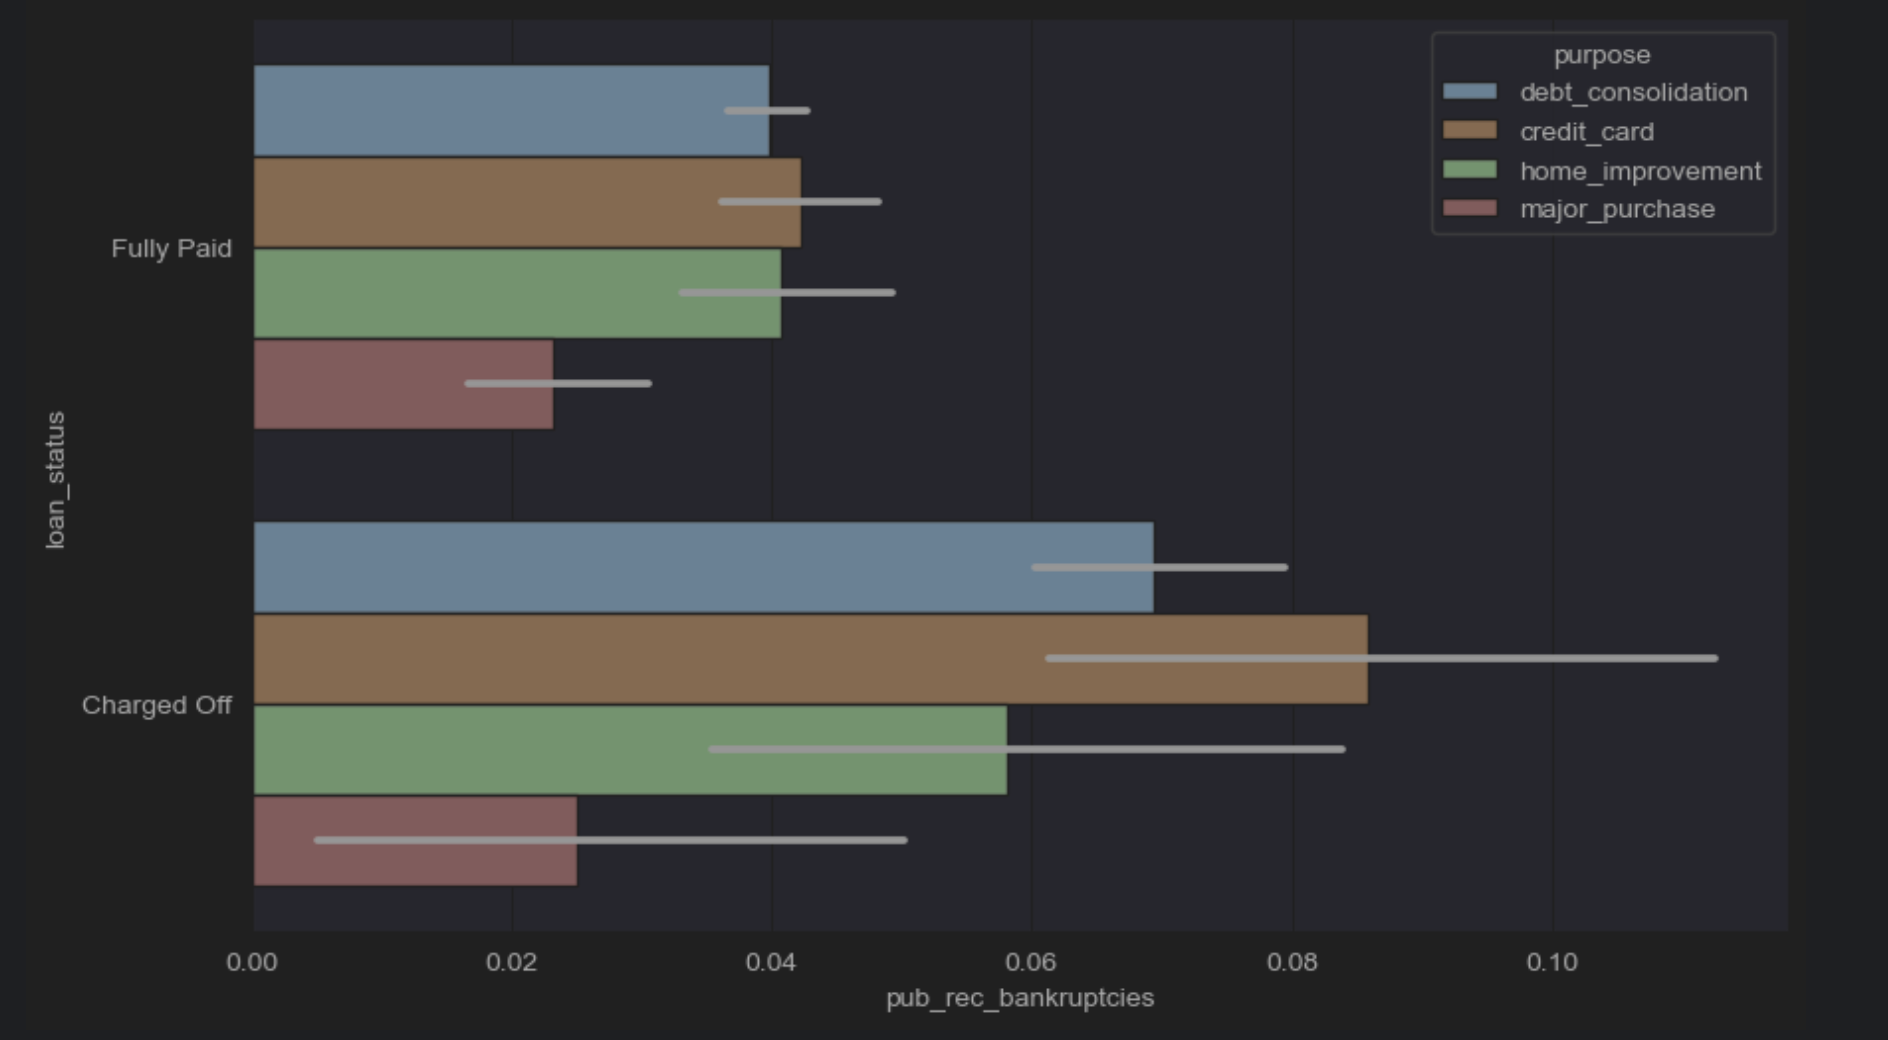 purpose
debt_consolidation
credit_card
home_improvement
major_purchase
Fully Paid
loan_status
Charged Off
0.00 0.02 0.04 0.06 0.08 0.10
pub_rec_bankruptcies